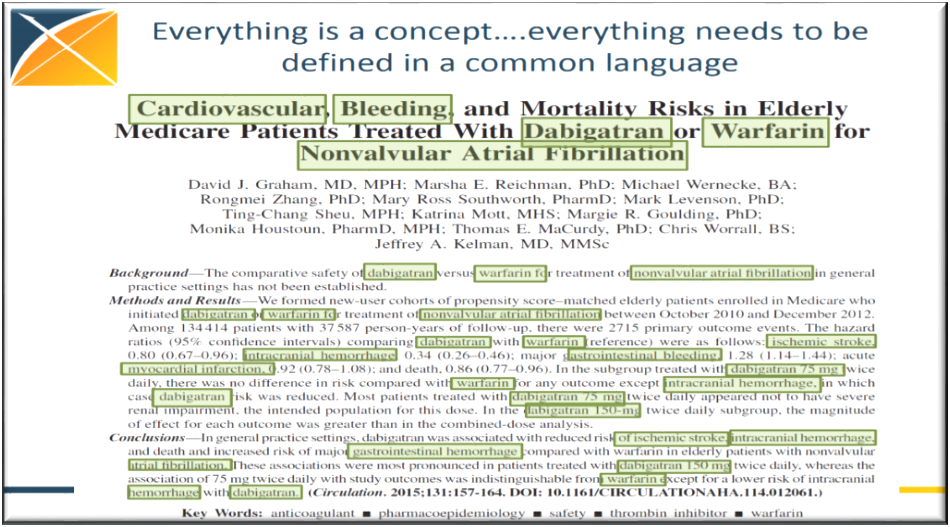 Everything is a concept....everything needs to be
defined in a common language
Cardiovascular, Bleeding, and Mortality Risks in Elderly
Medicare Patients Treated With Dabigatran or Warfarin for
Nonvalvular Atrial Fibrillation
David J. Graham, MD, MPH; Marsha E. Reichman, PhD; Michael Wernecke, BA;
Rongmei Zhang, PhD; Mary Ross Southworth, PharmD; Mark Levenson, PhD;
Ting-Chang Sheu, MPH; Katrina Mott, MHS; Margie R. Goulding, PhD;
Monika Houstoun, PharmD, MPH; Thomas E. MaCurdy, PhD; Chris Worrall, BS;
Jeffrey A. Kelman, MD, MMSc
Background—The comparative safety of dabigatran versus warfarin for treatment of nonvalvular atrial fibrillation in general
practice settings has not been established.
Methods and Results—We formed new-user cohorts of propensity score–matched elderly patients enrolled in Medicare who
initiated dabigatran or warfarin for treatment of nonvalvular atrial fibrillation between October 2010 and December 2012.
Among 134 414 patients with 37 587 person-years of follow-up, there were 2715 primary outcome events. The hazard
ratios (95% confidence intervals) comparing dabigatran with warfarin (reference) were as follows: ischemic stroke,
0.80 (0.67–0.96); intracranial hemorrhage, 0.34 (0.26–0.46); major gastrointestinal bleeding, 1.28 (1.14–1.44); acute
myocardial infarction, 0.92 (0.78–1.08); and death, 0.86 (0.77–0.96). In the subgroup treated with dabigatran 75 mg twice
daily, there was no difference in risk compared with warfarin for any outcome except intracranial hemorrhage, in which
case dabigatran risk was reduced. Most patients treated with dabigatran 75 mg twice daily appeared not to have severe
renal impairment, the intended population for this dose. In the dabigatran 150-mg twice daily subgroup, the magnitude
of effect for each outcome was greater than in the combined-dose analysis.
Conclusions—In general practice settings, dabigatran was associated with reduced risk of ischemic stroke, intracranial hemorrhage,
and death and increased risk of major gastrointestinal hemorrhage compared with warfarin in elderly patients with nonvalvular
atrial fibrillation. These associations were most pronounced in patients treated with dabigatran 150 mg twice daily, whereas the
association of 75 mg twice daily with study outcomes was indistinguishable from warfarin except for a lower risk of intracranial
hemorrhage with dabigatran. (Circulation. 2015;131:157-164. DOI: 10.1161/CIRCULATIONAHA.114.012061.)
Key Words: anticoagulant ■ pharmacoepidemiology ■ safety ■ thrombin inhibitor ■ warfarin